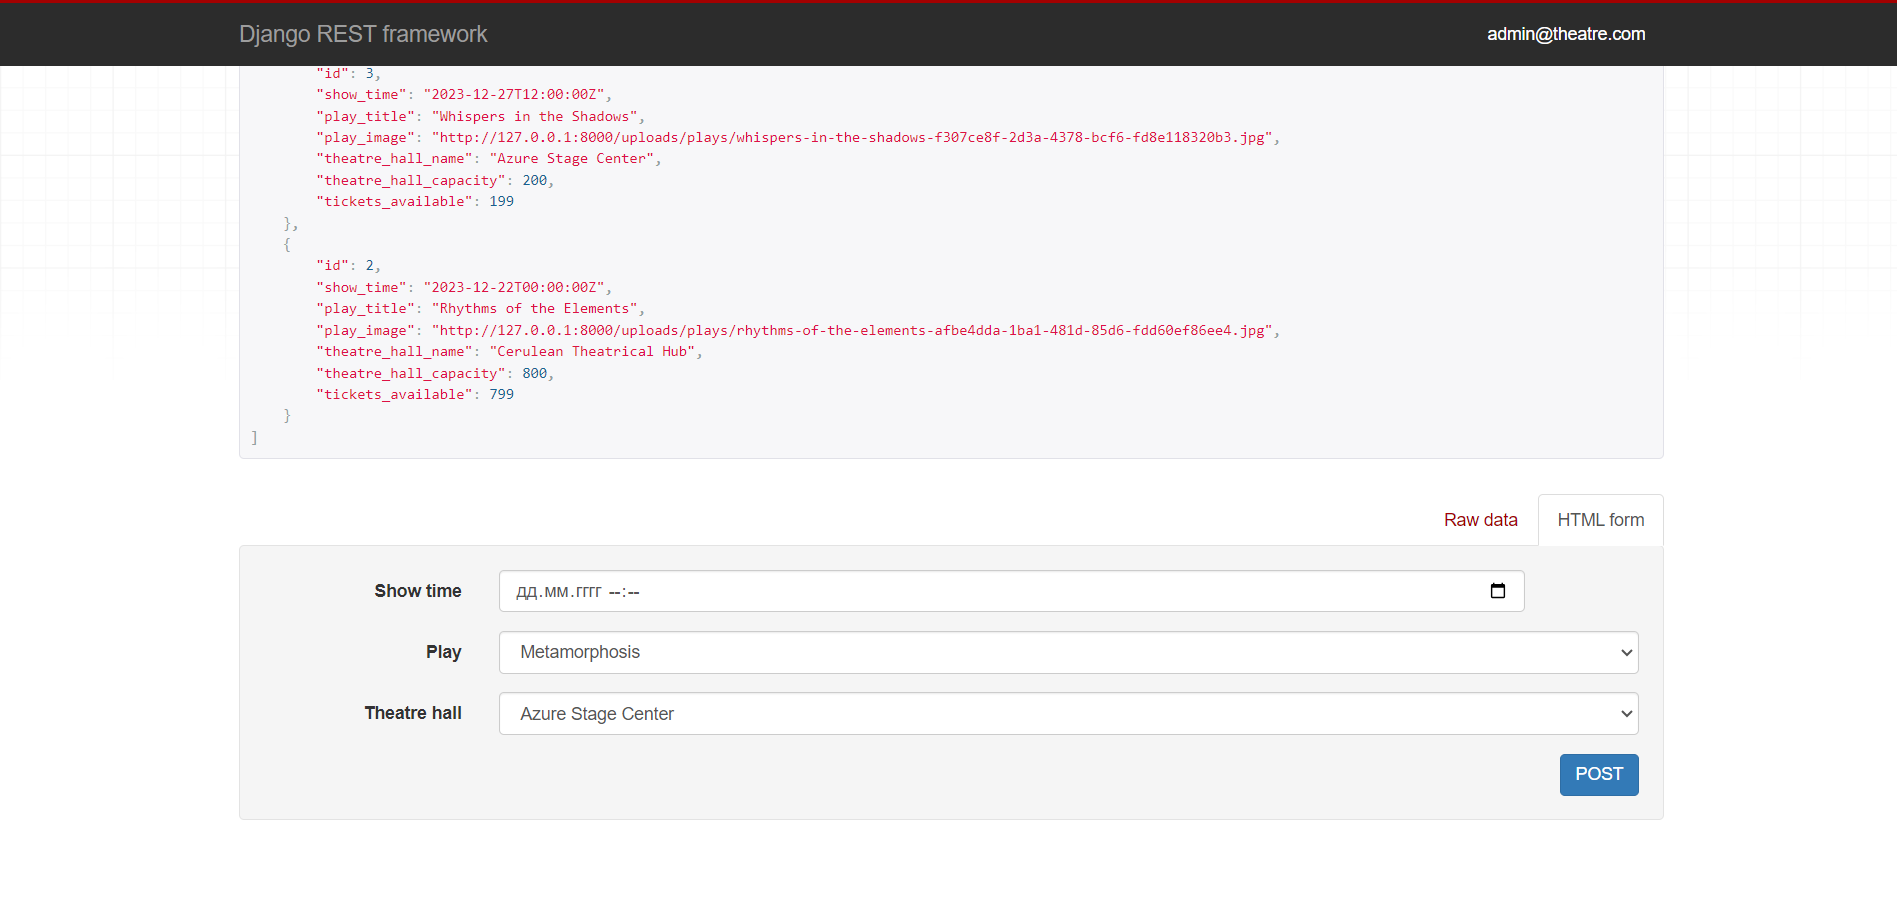 Django REST framework
admin@theatre.com
"id": 3,
"show_time": "2023-12-27T12:00:00Z",
"play_title": "Whispers in the Shadows",
"play_image": "http://127.0.0.1:8000/uploads/plays/whispers-in-the-shadows-f307ce8f-2d3a-4378-bcf6-fd8e118320b3.jpg",
"theatre_hall_name": "Azure Stage Center",
"theatre_hall_capacity": 200,
"tickets_available": 199
},
{
"id": 2,
"show_time": "2023-12-22T00:00:00Z",
"play_title": "Rhythms of the Elements",
"play_image": "http://127.0.0.1:8000/uploads/plays/rhythms-of-the-elements-afbe4dda-1ba1-481d-85d6-fdd60ef86ee4.jpg",
"theatre_hall_name": "Cerulean Theatrical Hub",
"theatre_hall_capacity": 800,
"tickets_available": 799
}
]
Raw data
HTML form
Show time
дд.мм.гггг --:--
Play
Metamorphosis
Theatre hall
Azure Stage Center
POST